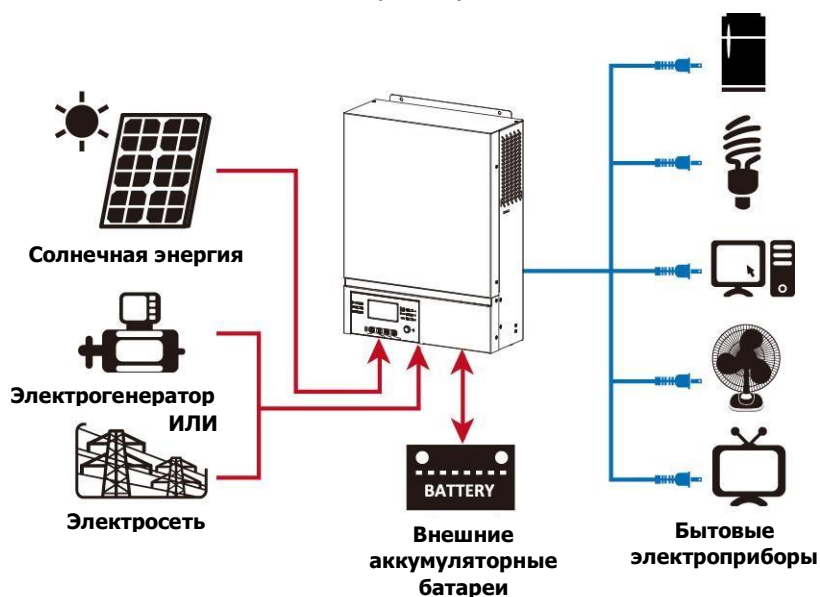 Солнечная энергия
Электрогенератор
ИЛИ
Электросеть
BATTERY
Внешние
аккумуляторные
батареи
Бытовые
электроприборы